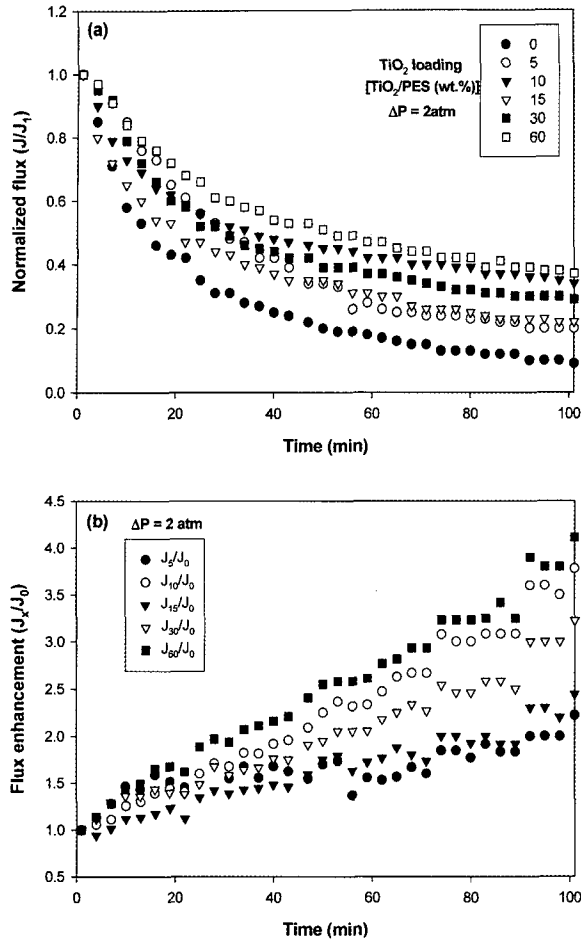 (a)
TiO2 loading
[TiO2/PES (wt.%)]
ΔP = 2atm
0
5
10
15
30
60
1.2
1.0
0.8
0.6
0.4
0.2
0.0
Normalized flux (J/J1)
0 20 40 60 80 100
Time (min)
(b)
ΔP = 2 atm
J5/J0
J10/J0
J15/J0
J30/J0
J60/J0
4.5
4.0
3.5
3.0
2.5
2.0
1.5
1.0
0.5
Flux enhancement (Jx/J0)
0 20 40 60 80 100
Time (min)